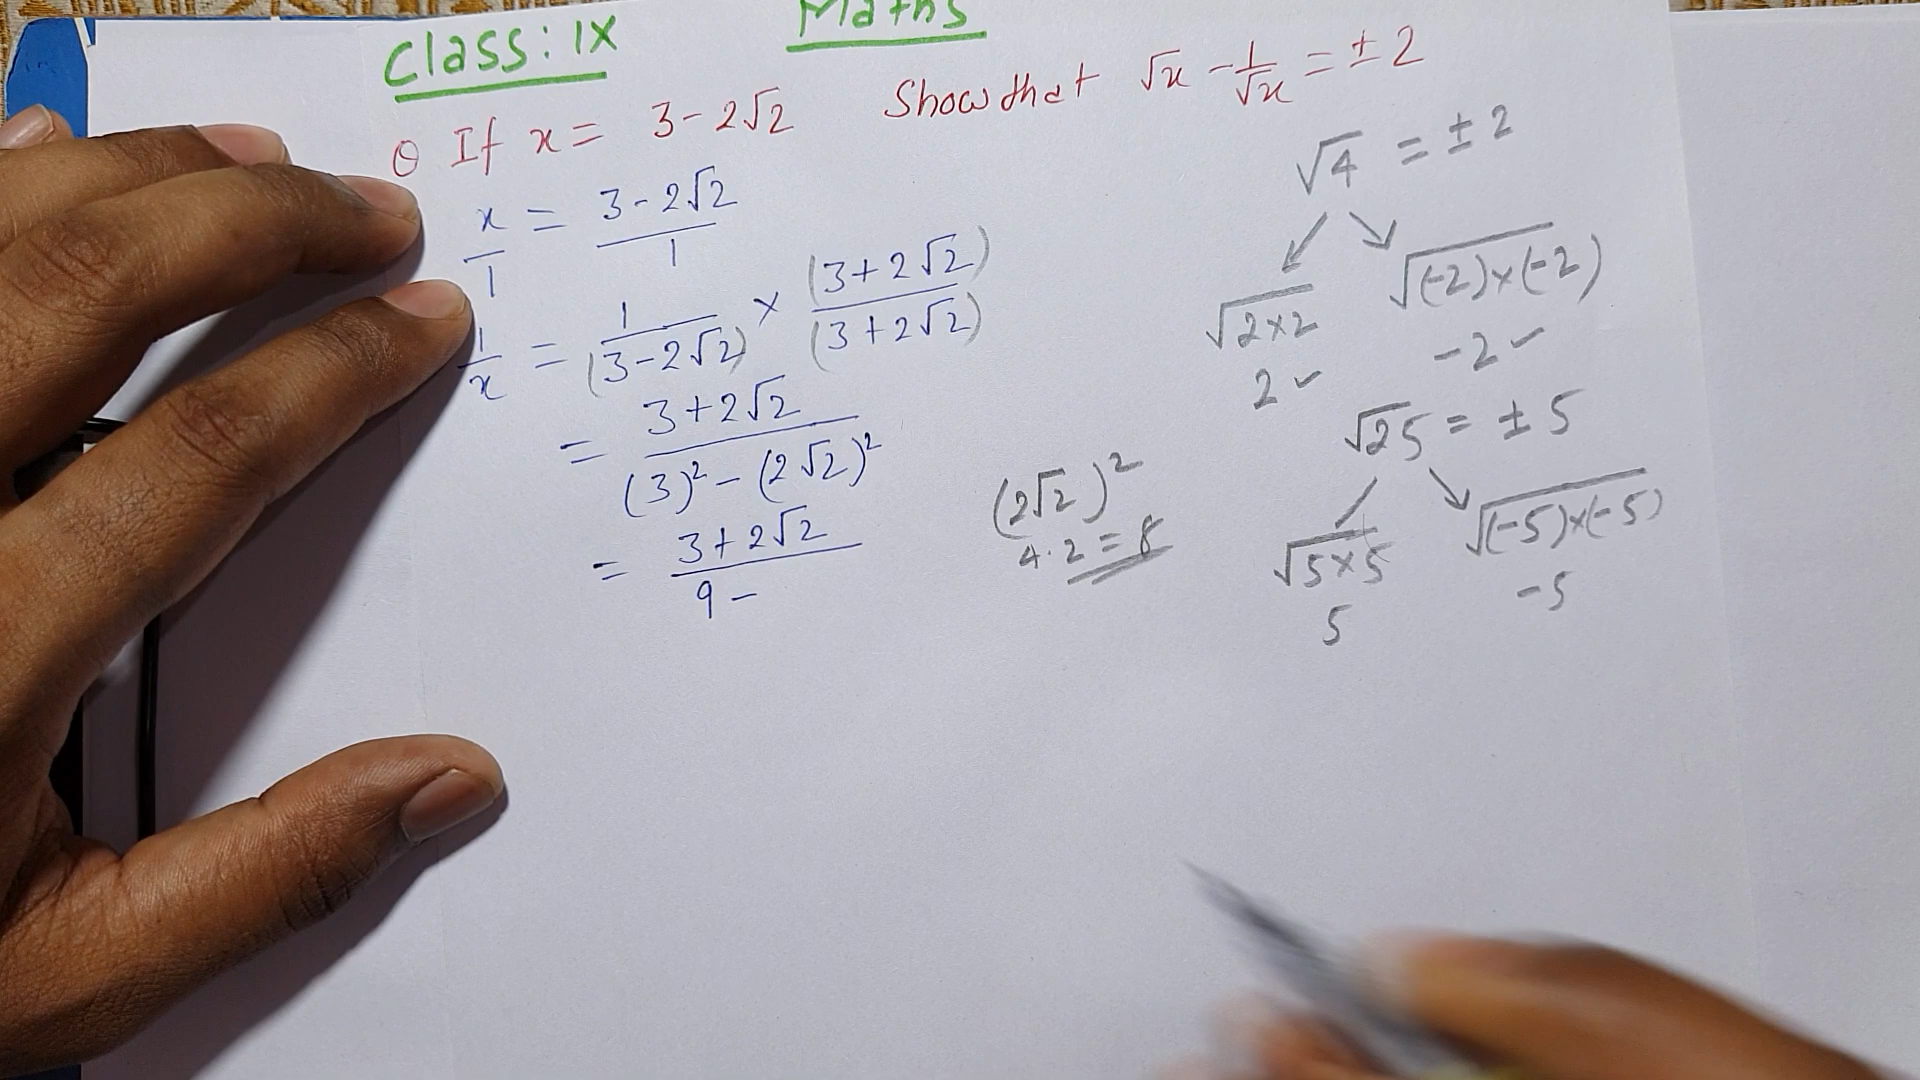 Class: IX Maths
If x = 3 - 2√2 Show that √x - 1/√x = ± 2
x/1 = (3 - 2√2)/1
1/x = 1/(3 - 2√2) × (3 + 2√2)/(3 + 2√2)
= (3 + 2√2)/((3)² - (2√2)²)
= (3 + 2√2)/(9 -
(2√2)²
4·2 = 8
√4 = ± 2
√2×2 √(-2)×(-2)
2 ✓ -2 ✓
√25 = ± 5
√5×5 √(-5)×(-5)
5 -5